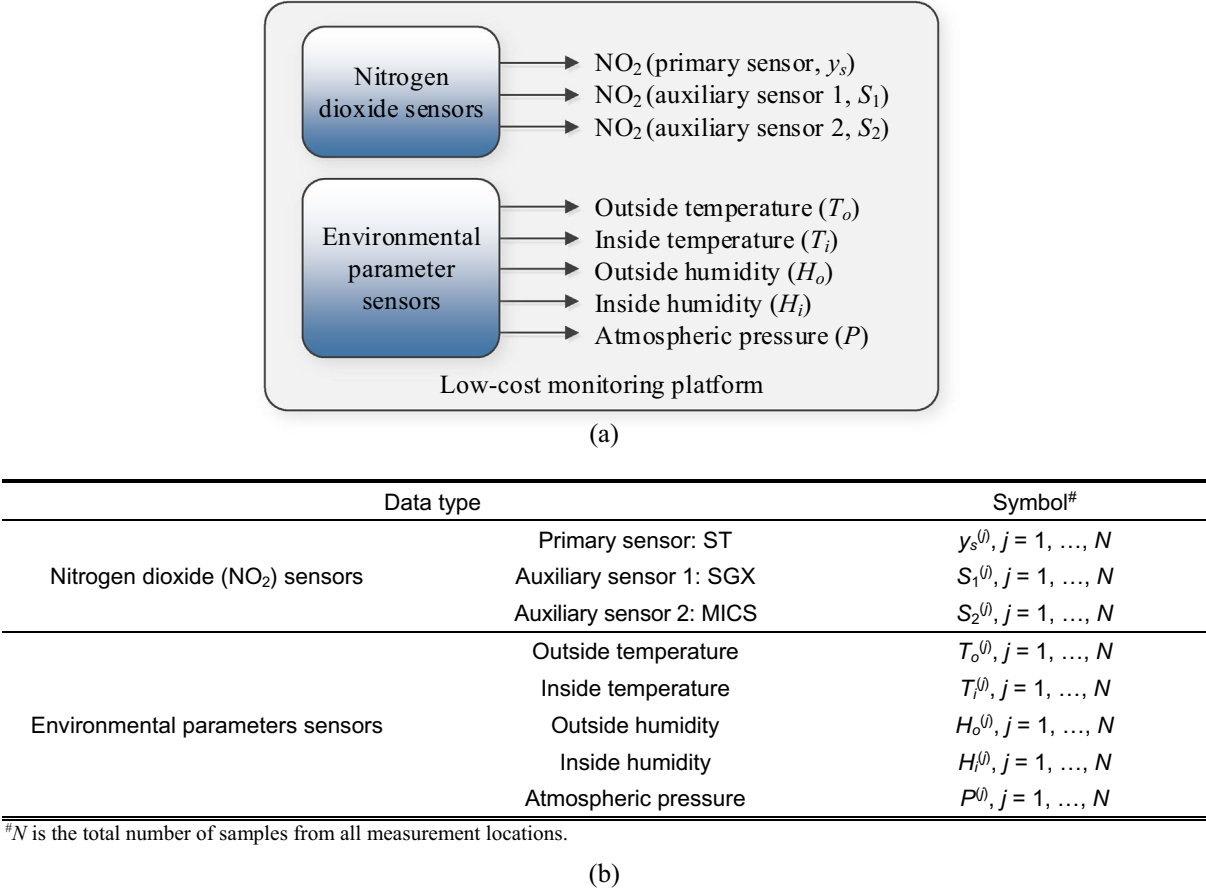 Nitrogen
dioxide sensors
NO₂ (primary sensor, yₛ)
NO₂ (auxiliary sensor 1, S₁)
NO₂ (auxiliary sensor 2, S₂)
Environmental
parameter
sensors
Outside temperature (Tₒ)
Inside temperature (Tᵢ)
Outside humidity (Hₒ)
Inside humidity (Hᵢ)
Atmospheric pressure (P)
Low-cost monitoring platform
(a)
Data type Symbol#
Nitrogen dioxide (NO₂) sensors
Primary sensor: ST yₛ⁽ʲ⁾, j = 1, …, N
Auxiliary sensor 1: SGX S₁⁽ʲ⁾, j = 1, …, N
Auxiliary sensor 2: MICS S₂⁽ʲ⁾, j = 1, …, N
Environmental parameters sensors
Outside temperature Tₒ⁽ʲ⁾, j = 1, …, N
Inside temperature Tᵢ⁽ʲ⁾, j = 1, …, N
Outside humidity Hₒ⁽ʲ⁾, j = 1, …, N
Inside humidity Hᵢ⁽ʲ⁾, j = 1, …, N
Atmospheric pressure P⁽ʲ⁾, j = 1, …, N
#N is the total number of samples from all measurement locations.
(b)